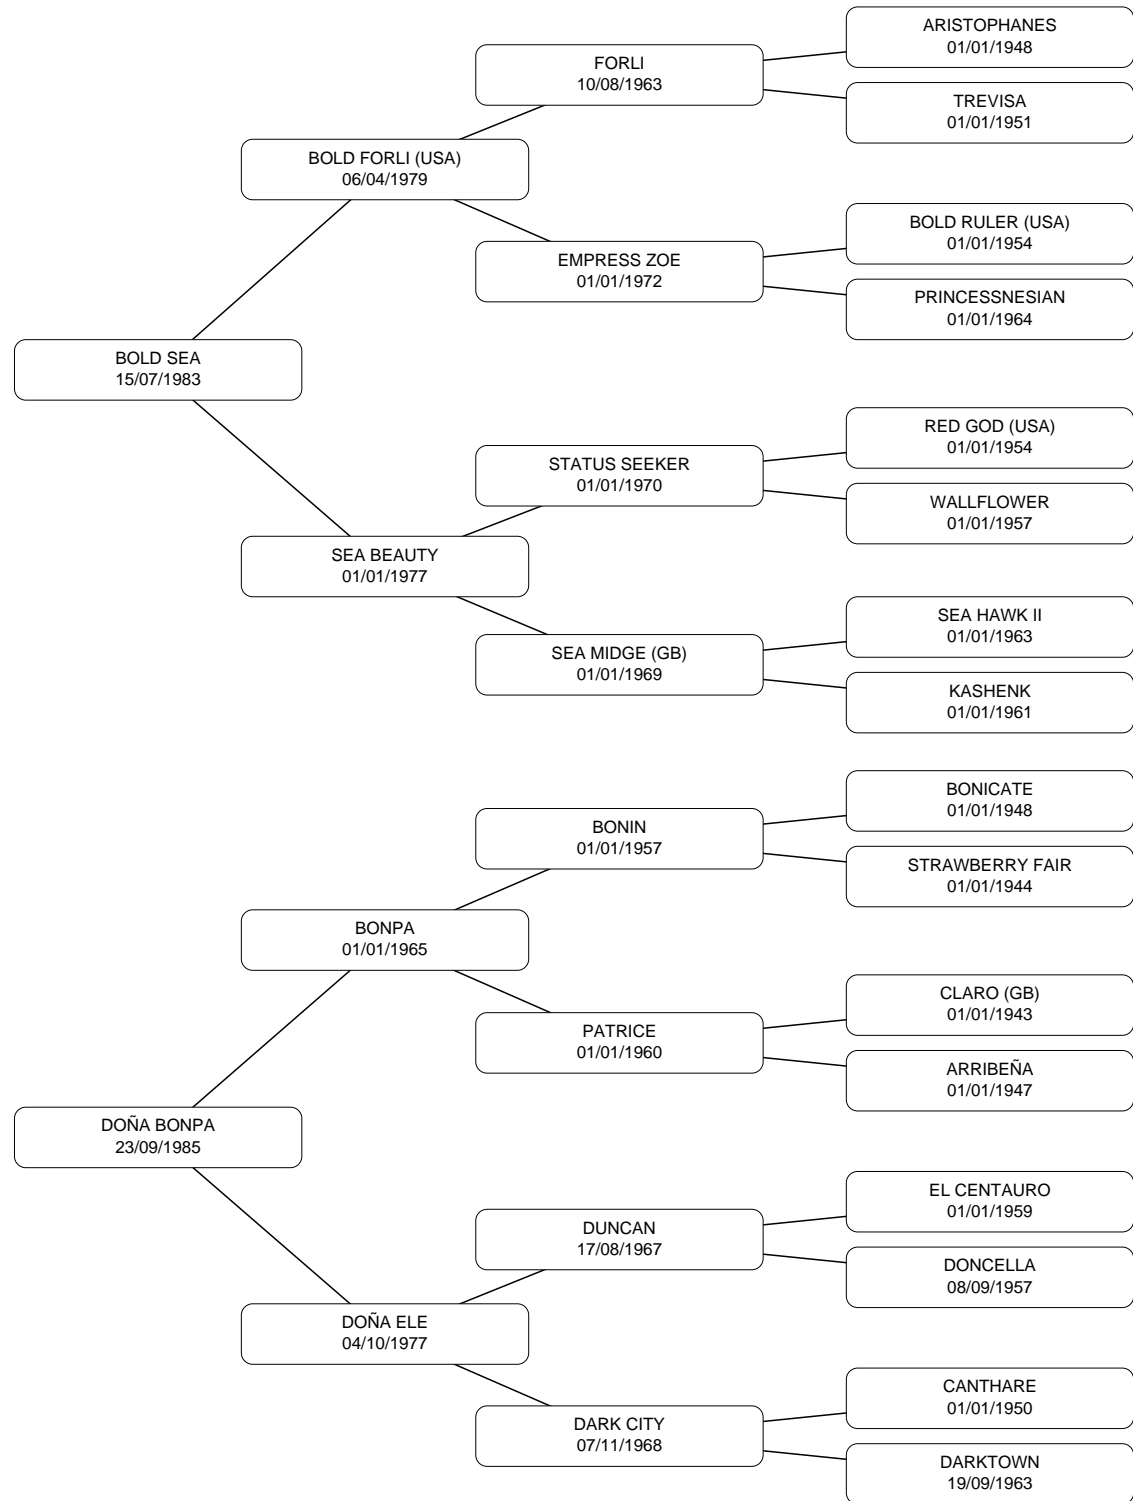 ARISTOPHANES
01/01/1948
FORLI
10/08/1963
TREVISA
01/01/1951
BOLD FORLI (USA)
06/04/1979
BOLD RULER (USA)
01/01/1954
EMPRESS ZOE
01/01/1972
PRINCESSNESIAN
01/01/1964
BOLD SEA
15/07/1983
RED GOD (USA)
01/01/1954
STATUS SEEKER
01/01/1970
WALLFLOWER
01/01/1957
SEA BEAUTY
01/01/1977
SEA HAWK II
01/01/1963
SEA MIDGE (GB)
01/01/1969
KASHENK
01/01/1961
BONICATE
01/01/1948
BONIN
01/01/1957
STRAWBERRY FAIR
01/01/1944
BONPA
01/01/1965
CLARO (GB)
01/01/1943
PATRICE
01/01/1960
ARRIBEÑA
01/01/1947
DOÑA BONPA
23/09/1985
EL CENTAURO
01/01/1959
DUNCAN
17/08/1967
DONCELLA
08/09/1957
DOÑA ELE
04/10/1977
CANTHARE
01/01/1950
DARK CITY
07/11/1968
DARKTOWN
19/09/1963